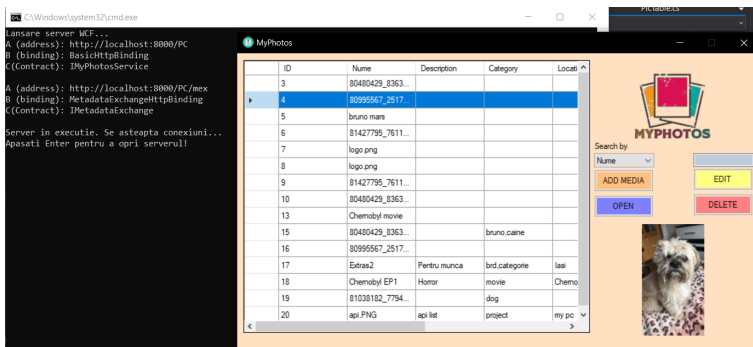 C:\Windows\system32\cmd.exe
PicTable.cs
Lansare server WCF...
A (address): http://localhost:8000/PC
B (binding): BasicHttpBinding
C(Contract): IMyPhotosService
A (address): http://localhost:8000/PC/mex
B (binding): MetadataExchangeHttpBinding
C(Contract): IMetadataExchange
Server in executie. Se asteapta conexiuni...
Apasati Enter pentru a opri serverul!
MyPhotos
ID Nume Description Category Locati
3 80480429_8363...
4 80995567_2517...
5 bruno mars
6 81427795_7611...
7 logo.png
8 logo.png
9 81427795_7611...
10 80480429_8363...
13 Chernobyl movie
15 80480429_8363... bruno,caine
16 80995567_2517...
17 Extras2 Pentru munca brd,categorie Iasi
18 Chernobyl EP1 Horror movie Cherno
19 81038182_7794... dog
20 api.PNG api list project my pc
MYPHOTOS
Search by
Nume
ADD MEDIA EDIT
OPEN DELETE